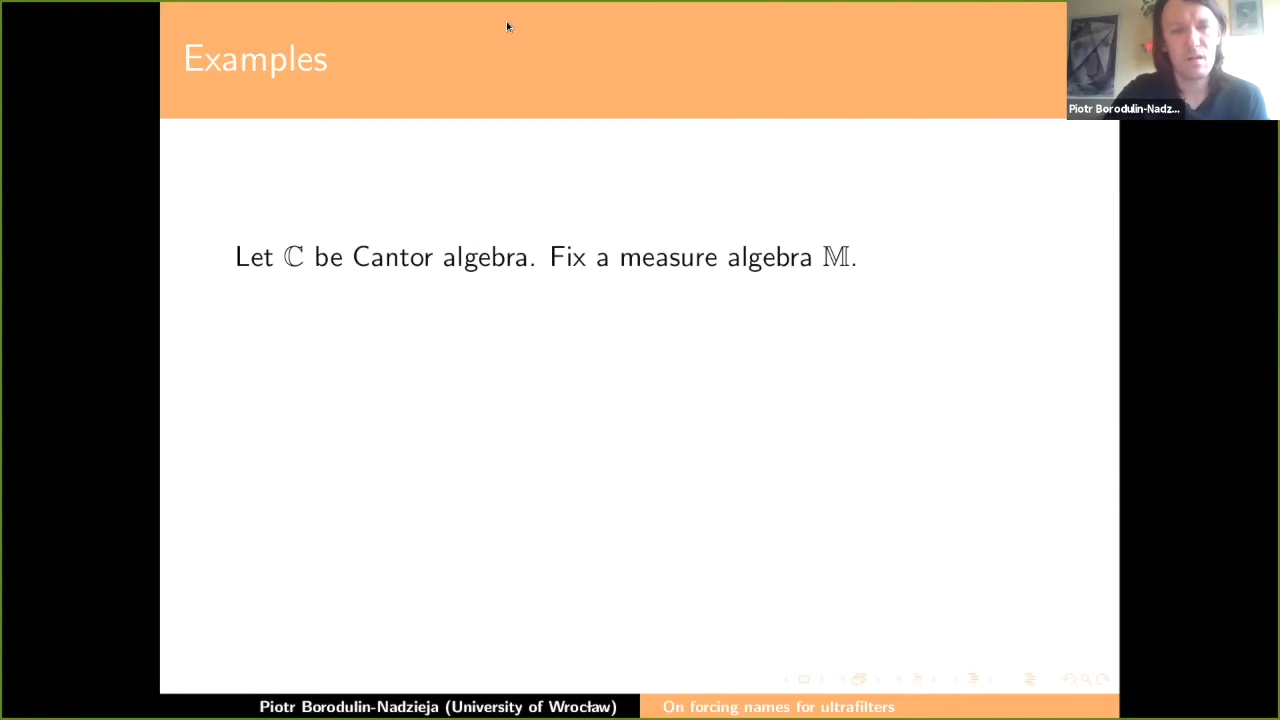 Examples
Piotr Borodulin-Nadz...
Let ℂ be Cantor algebra. Fix a measure algebra 𝕄.
Piotr Borodulin-Nadzieja (University of Wrocław)
On forcing names for ultrafilters